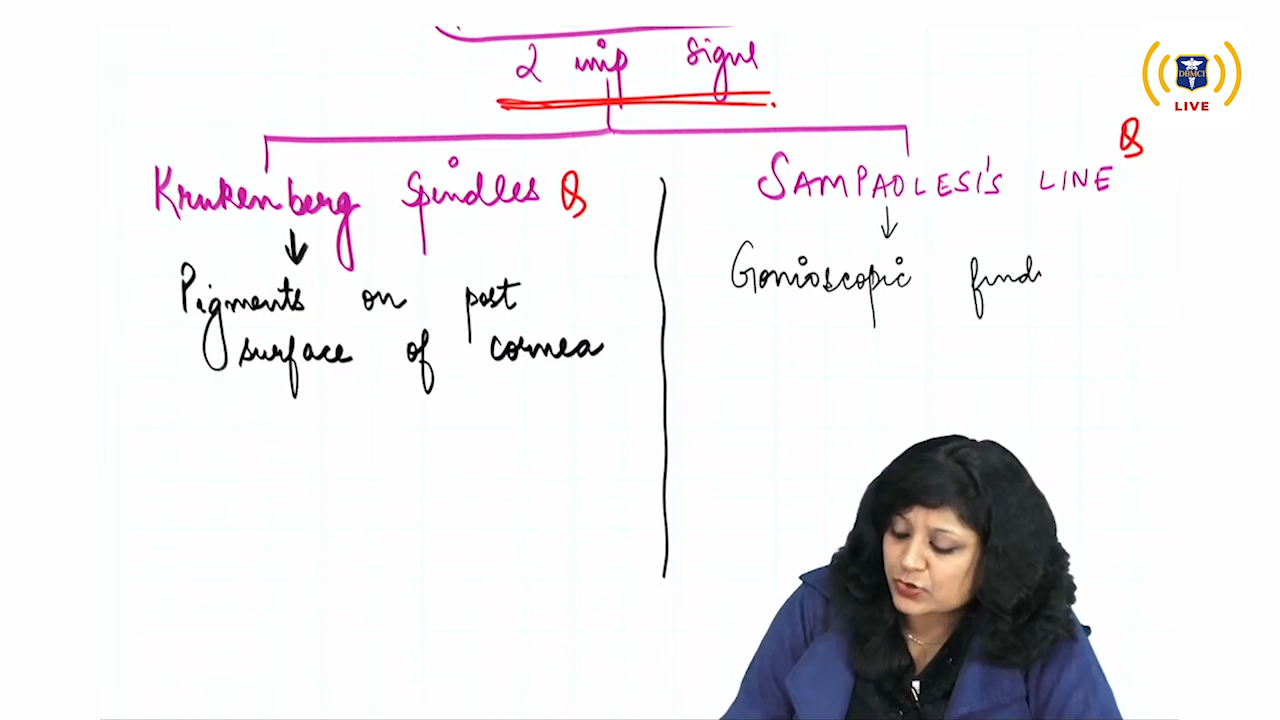 2 imp signs
Krukenberg Spindles Q
SAMPAOLESI'S LINE Q
Pigments on post
surface of cornea
Gonioscopic find
DBMCI
LIVE